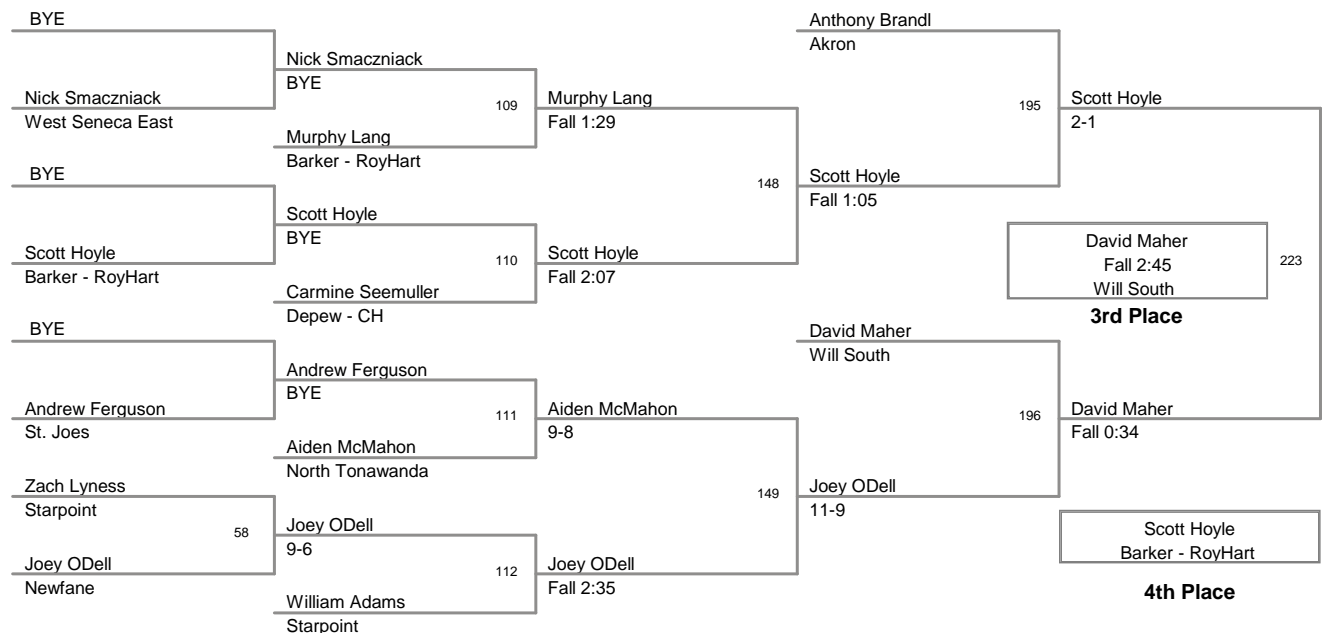 BYE
Nick Smaczniack
West Seneca East
BYE
Scott Hoyle
Barker - RoyHart
BYE
Andrew Ferguson
St. Joes
Zach Lyness
Starpoint
58
Joey ODell
Newfane
Nick Smaczniack
BYE
109
Murphy Lang
Barker - RoyHart
Scott Hoyle
BYE
110
Carmine Seemuller
Depew - CH
Andrew Ferguson
BYE
111
Aiden McMahon
North Tonawanda
Joey ODell
9-6
112
William Adams
Starpoint
Murphy Lang
Fall 1:29
148
Scott Hoyle
Fall 2:07
Aiden McMahon
9-8
149
Joey ODell
Fall 2:35
Anthony Brandl
Akron
195
Scott Hoyle
Fall 1:05
David Maher
Will South
196
Joey ODell
11-9
Scott Hoyle
2-1
David Maher
Fall 2:45
Will South
223
3rd Place
David Maher
Fall 0:34
Scott Hoyle
Barker - RoyHart
4th Place